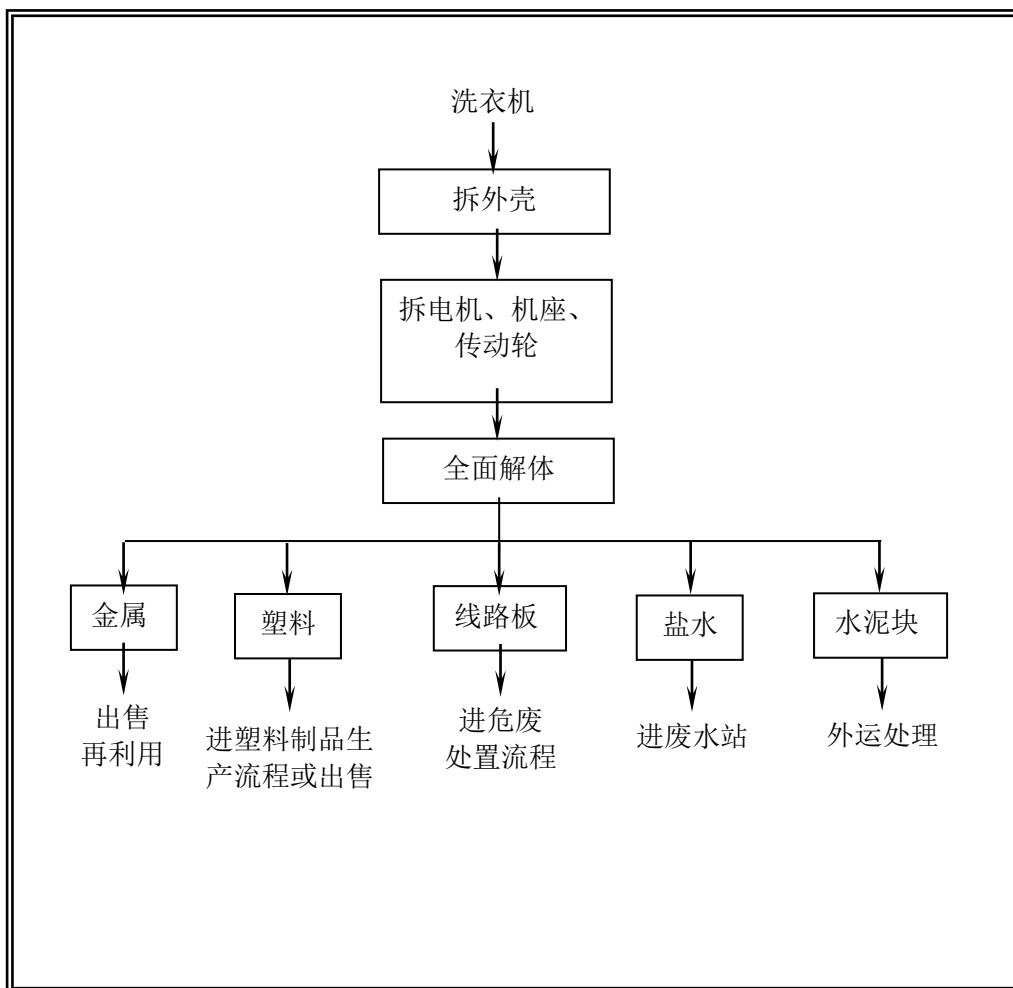 洗衣机
拆外壳
拆电机、机座、
传动轮
全面解体
金属
塑料
线路板
盐水
水泥块
出售
再利用
进塑料制品生
产流程或出售
进危废
处置流程
进废水站
外运处理